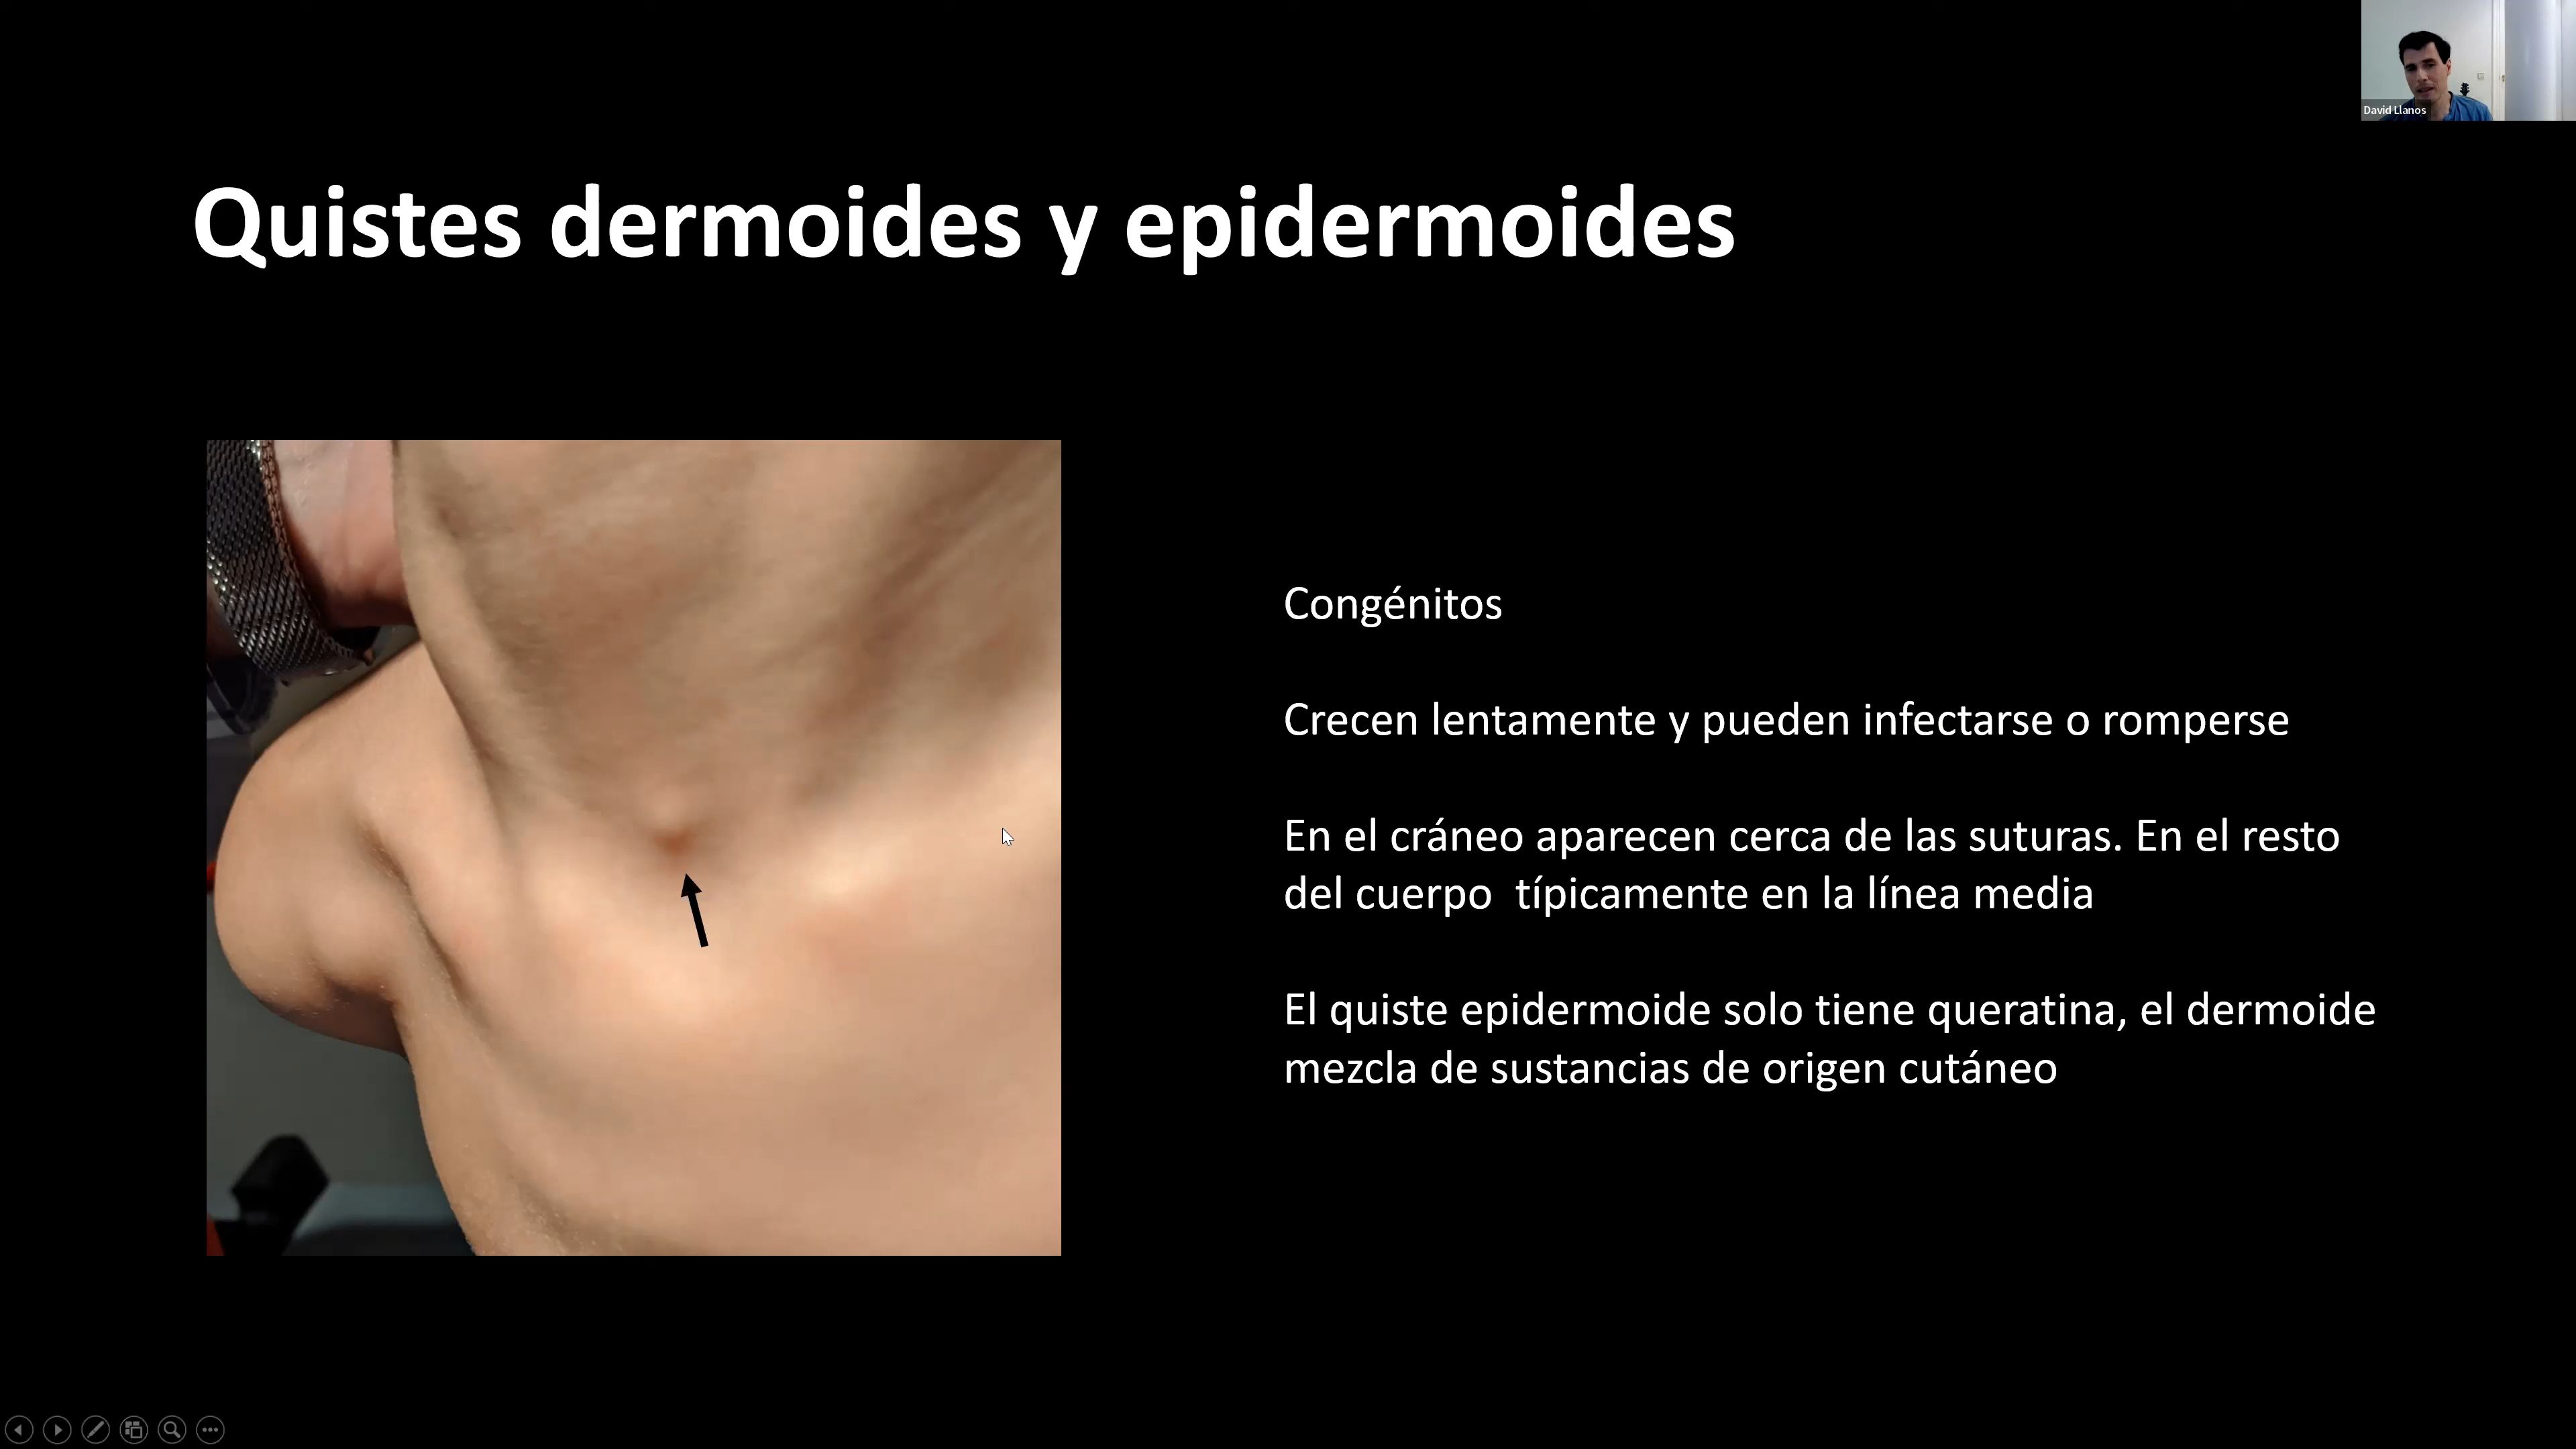 David Llanos
Quistes dermoides y epidermoides
Congénitos
Crecen lentamente y pueden infectarse o romperse
En el cráneo aparecen cerca de las suturas. En el resto
del cuerpo  típicamente en la línea media
El quiste epidermoide solo tiene queratina, el dermoide
mezcla de sustancias de origen cutáneo